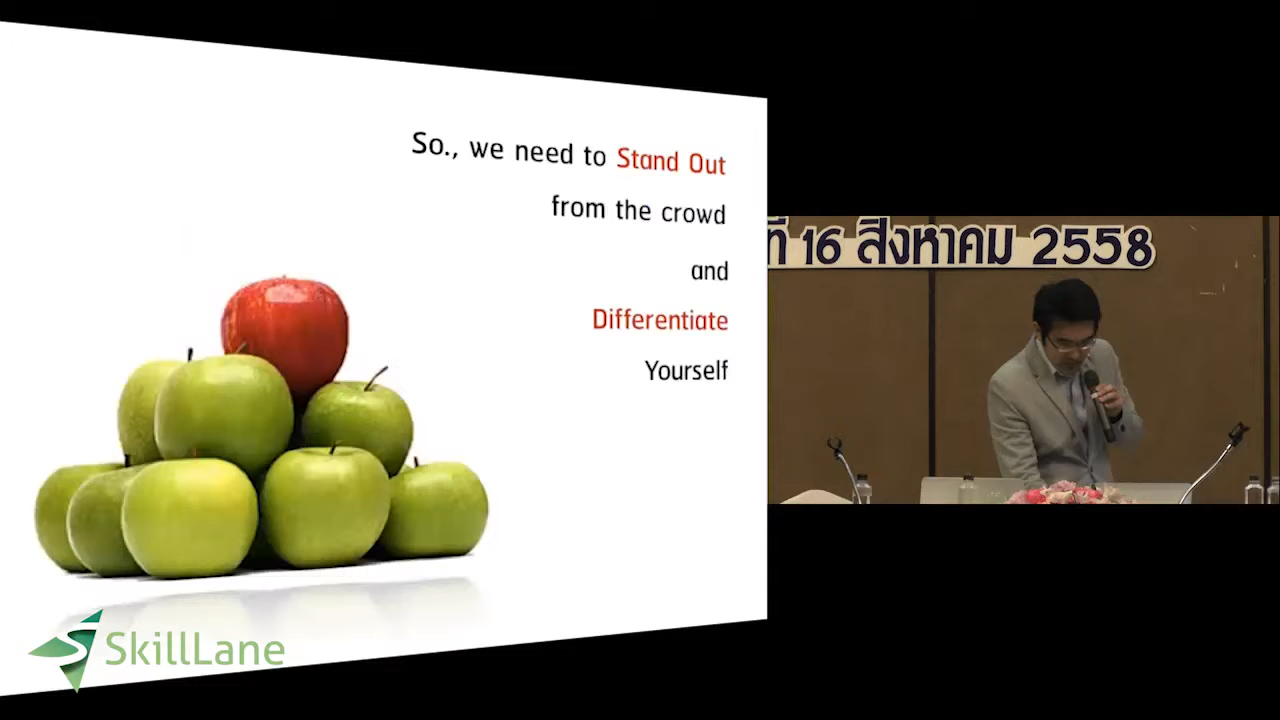 So., we need to Stand Out
from the crowd
and
Differentiate
Yourself
ที่ 16 สิงหาคม 2558
SkillLane